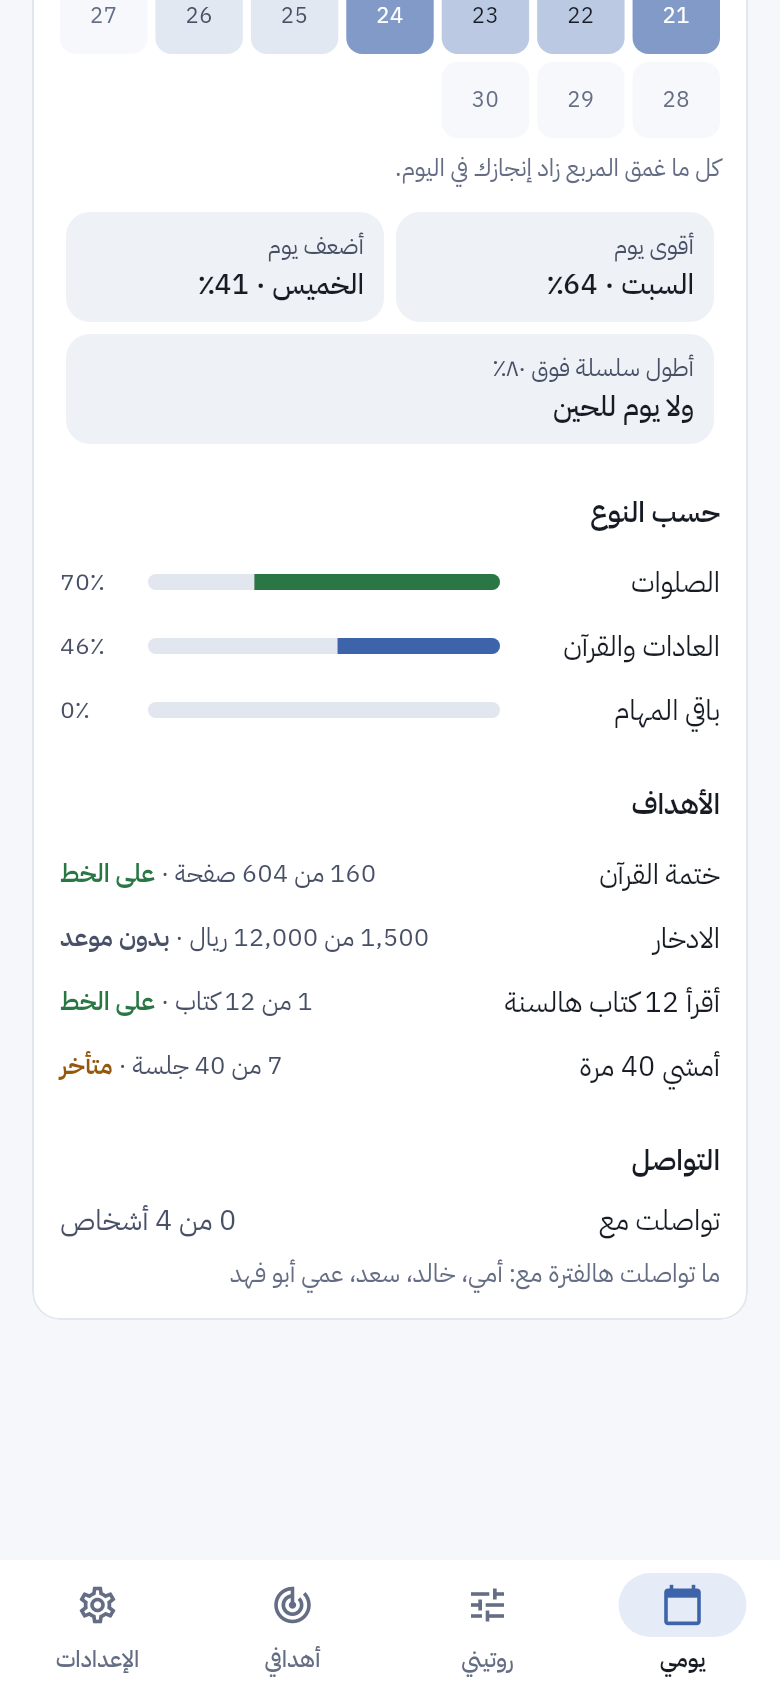 21 22 23 24 25 26 27
28 29 30
كل ما غمق المربع زاد إنجازك في اليوم.
أقوى يوم
السبت · 64٪
أضعف يوم
الخميس · 41٪
أطول سلسلة فوق ٨٠٪
ولا يوم للحين
حسب النوع
الصلوات 70٪
العادات والقرآن 46٪
باقي المهام 0٪
الأهداف
ختمة القرآن 160 من 604 صفحة · على الخط
الادخار 1,500 من 12,000 ريال · بدون موعد
أقرأ 12 كتاب هالسنة 1 من 12 كتاب · على الخط
أمشي 40 مرة 7 من 40 جلسة · متأخر
التواصل
تواصلت مع 0 من 4 أشخاص
ما تواصلت هالفترة مع: أمي، خالد، سعد، عمي أبو فهد
يومي روتيني أهدافي الإعدادات